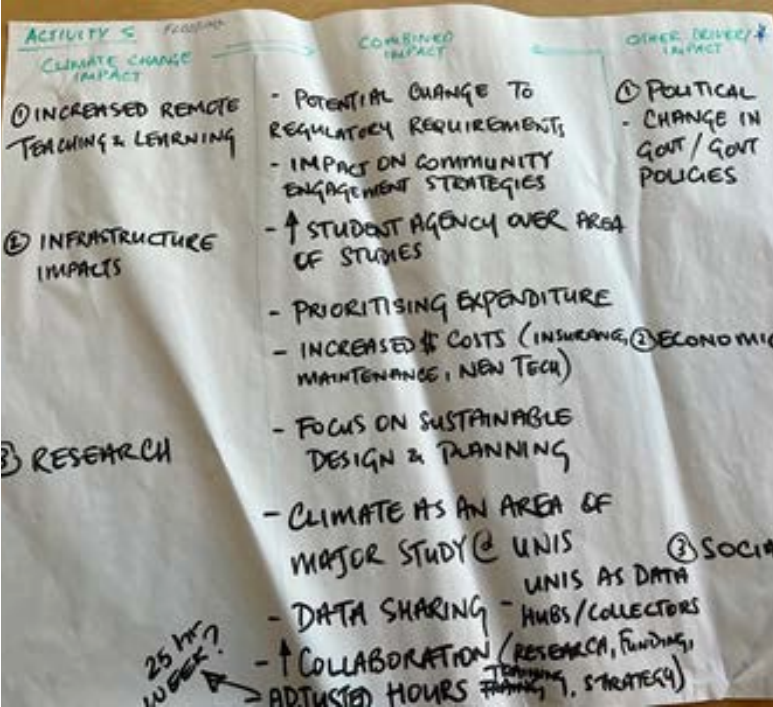 ACTIVITY 5 FLOODING
CLIMATE CHANGE
IMPACT
① INCREASED REMOTE
TEACHING & LEARNING
② INFRASTRUCTURE
IMPACTS
③ RESEARCH
COMBINED
IMPACT
- POTENTIAL CHANGE TO
REGULATORY REQUIREMENTS
- IMPACT ON COMMUNITY
ENGAGEMENT STRATEGIES
- ↑ STUDENT AGENCY OVER AREA
OF STUDIES
- PRIORITISING EXPENDITURE
- INCREASED $ COSTS (INSURANC,
MAINTENANCE, NEW TECH)
- FOCUS ON SUSTAINABLE
DESIGN & PLANNING
- CLIMATE AS AN AREA OF
MAJOR STUDY @ UNIS
- DATA SHARING - UNIS AS DATA
HUBS/COLLECTORS
- ↑ COLLABORATION (RESEARCH, FUNDING,
TRAINING, STRATEGY)
- ADJUSTED HOURS
25 hr
WEEK?
OTHER DRIVER/*
IMPACT
① POLITICAL
- CHANGE IN
GOVT / GOVT
POLICIES
② ECONOMIC
③ SOCIA